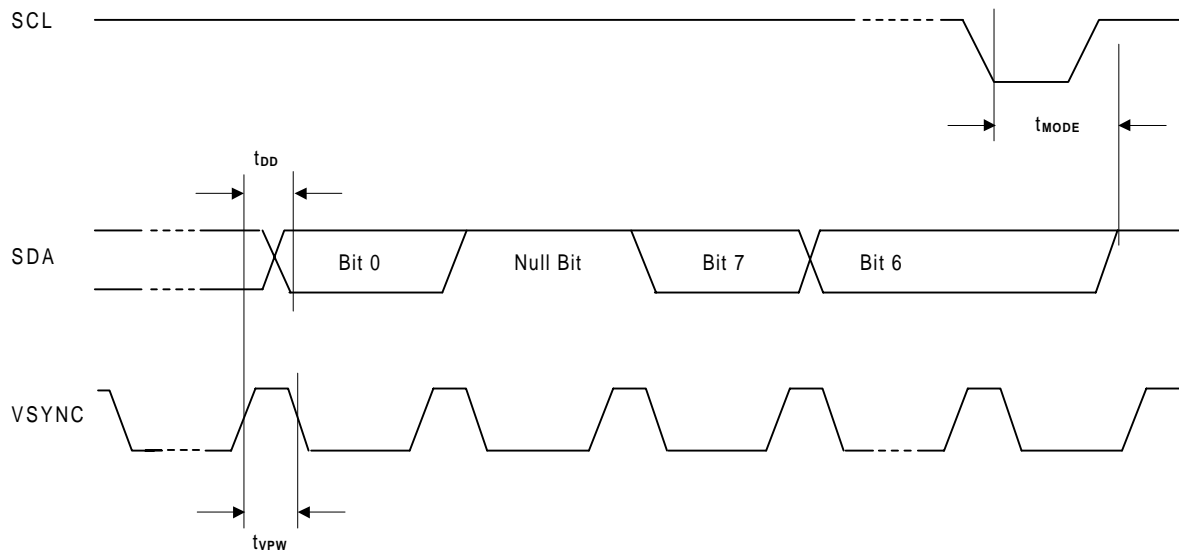 SCL
tMODE
tDD
SDA
Bit 0
Null Bit
Bit 7
Bit 6
VSYNC
tVPW